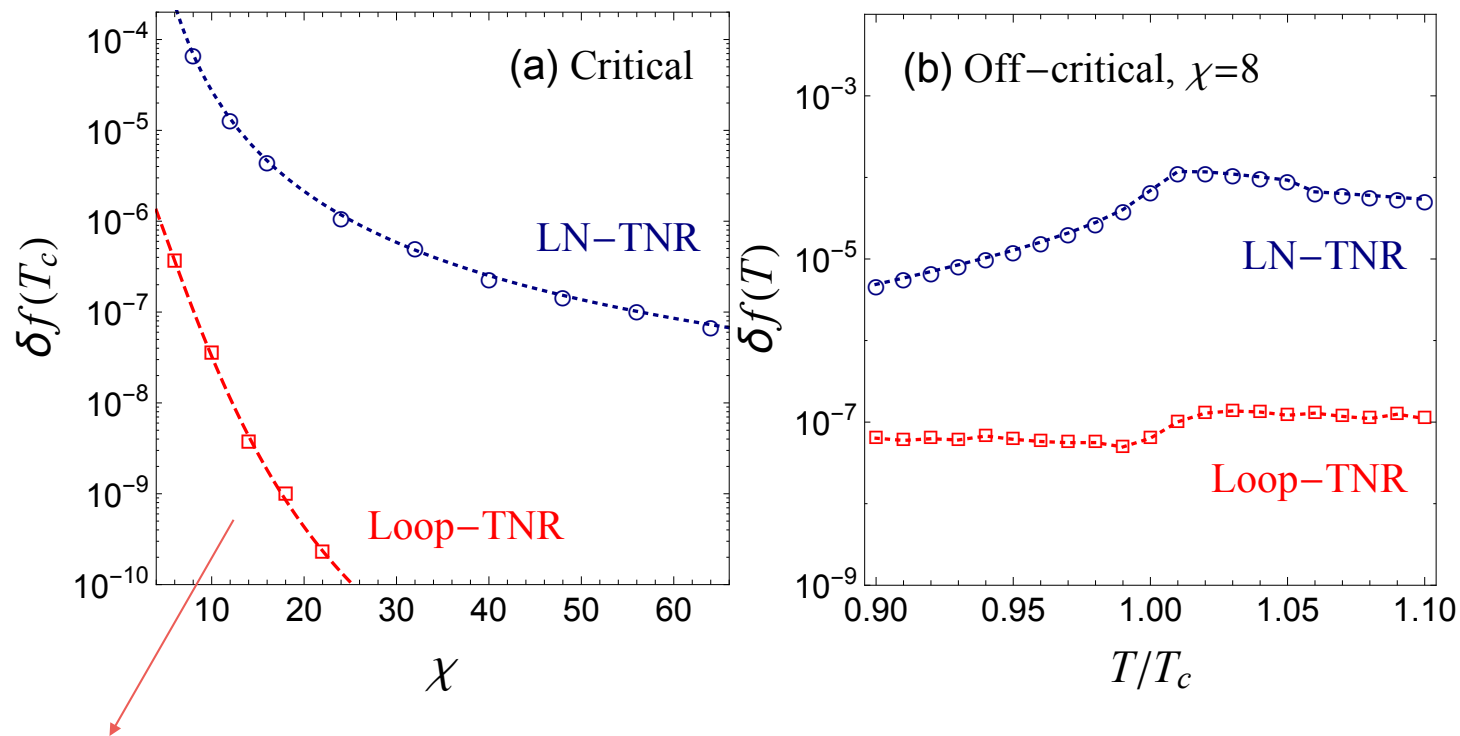 (a) Critical
δf(T_c)
10^-4
10^-5
10^-6
10^-7
10^-8
10^-9
10^-10
LN-TNR
Loop-TNR
10 20 30 40 50 60
χ
(b) Off-critical, χ=8
δf(T)
10^-3
10^-5
10^-7
10^-9
LN-TNR
Loop-TNR
0.90 0.95 1.00 1.05 1.10
T/T_c